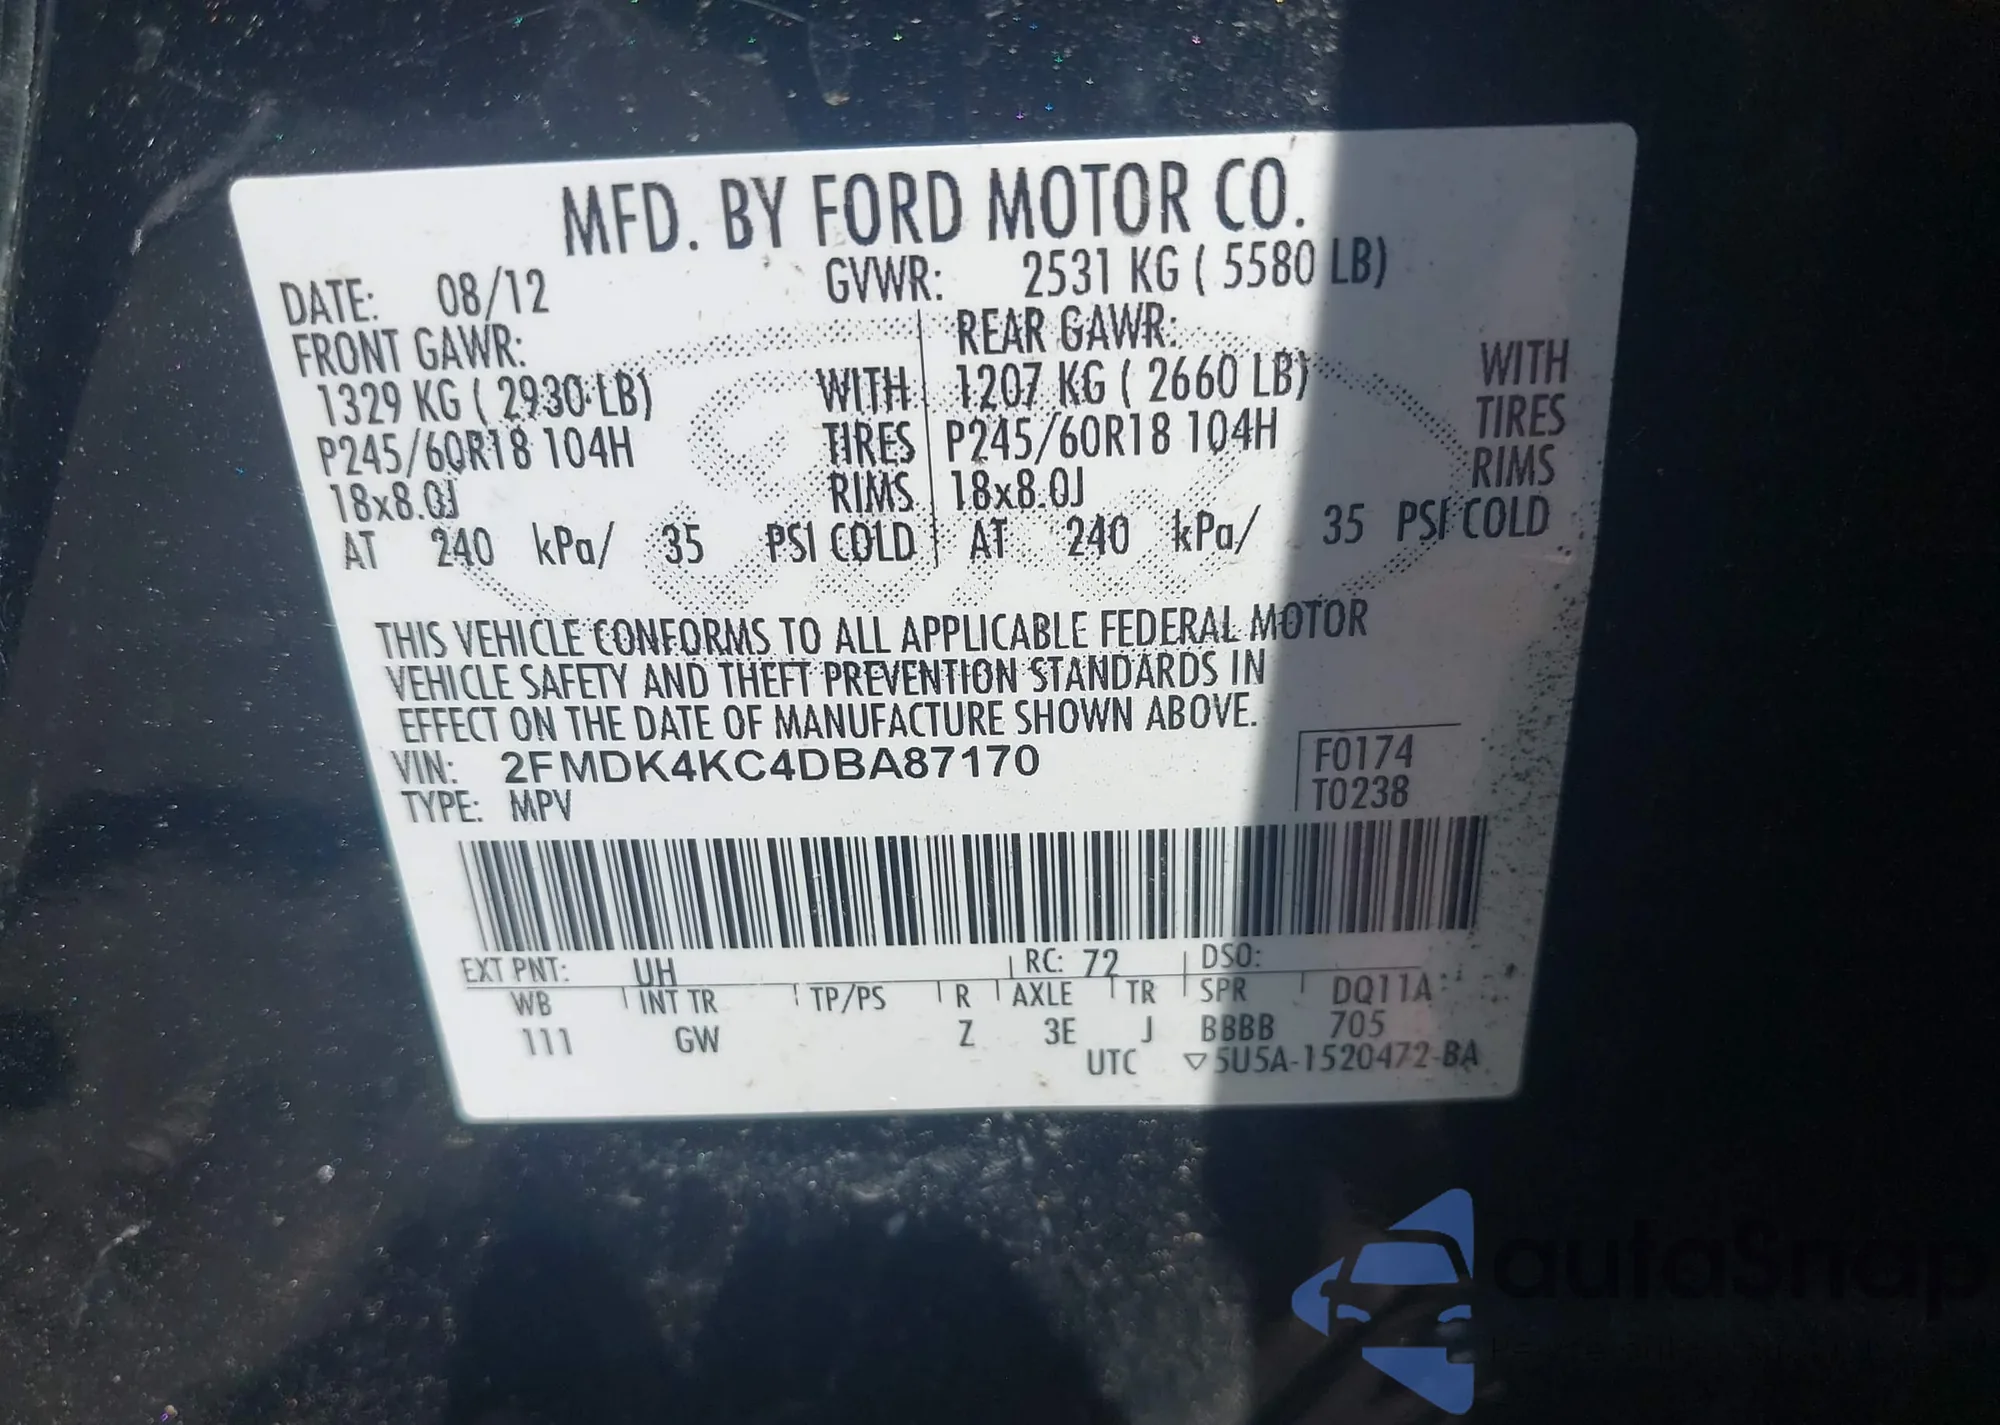 MFD. BY FORD MOTOR CO.
DATE: 08/12 GVWR: 2531 KG ( 5580 LB)
FRONT GAWR: REAR GAWR:
1329 KG ( 2930 LB) WITH 1207 KG ( 2660 LB) WITH
P245/60R18 104H TIRES P245/60R18 104H TIRES
18x8.0J RIMS 18x8.0J RIMS
AT 240 kPa/ 35 PSI COLD AT 240 kPa/ 35 PSI COLD
THIS VEHICLE CONFORMS TO ALL APPLICABLE FEDERAL MOTOR
VEHICLE SAFETY AND THEFT PREVENTION STANDARDS IN
EFFECT ON THE DATE OF MANUFACTURE SHOWN ABOVE.
VIN: 2FMDK4KC4DBA87170 F0174
TYPE: MPV T0238
EXT PNT: UH RC: 72 DSO:
WB INT TR TP/PS R AXLE TR SPR DQ11A
111 GW Z 3E J BBBB 705
UTC ▽5U5A-1520472-BA
autoSnap